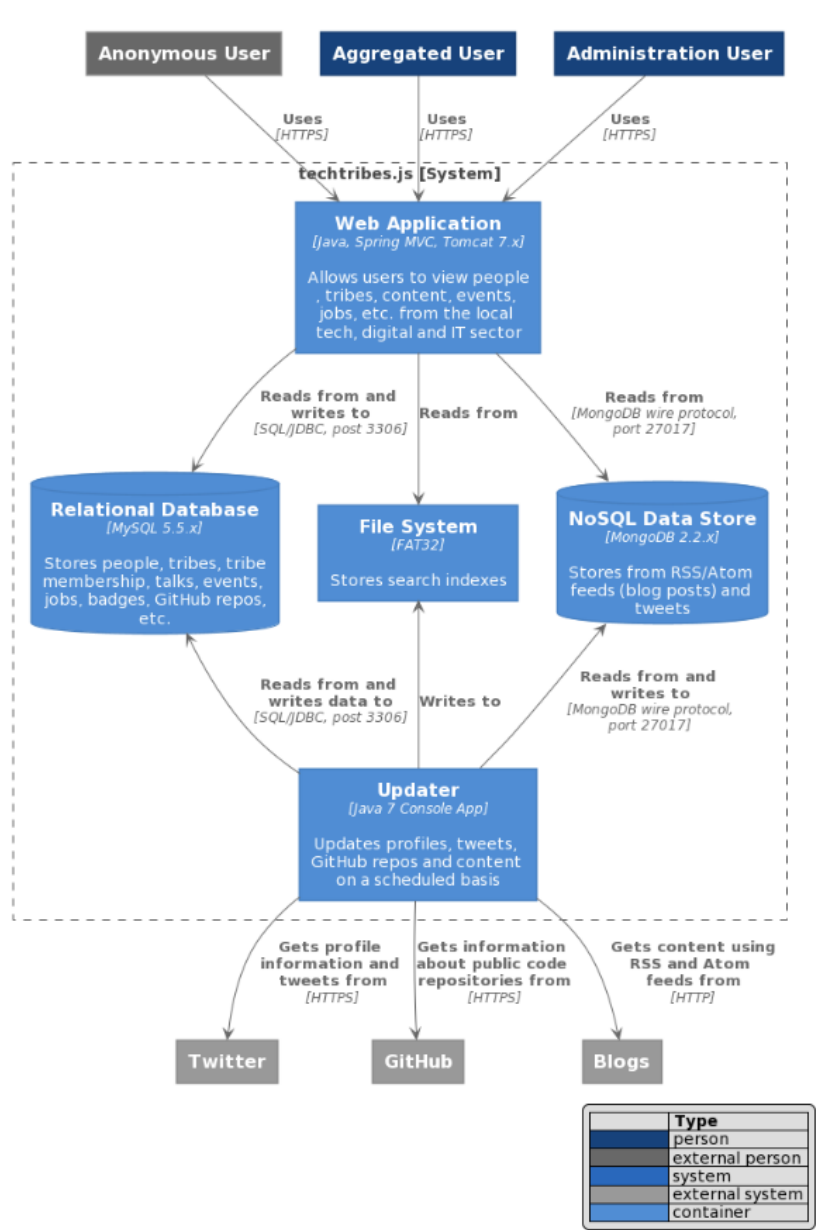 Anonymous User
Aggregated User
Administration User
Uses
[HTTPS]
Uses
[HTTPS]
Uses
[HTTPS]
techtribes.js [System]
Web Application
[Java, Spring MVC, Tomcat 7.x]
Allows users to view people
, tribes, content, events,
jobs, etc. from the local
tech, digital and IT sector
Reads from and
writes to
[SQL/JDBC, post 3306]
Reads from
Reads from
[MongoDB wire protocol,
port 27017]
Relational Database
[MySQL 5.5.x]
Stores people, tribes, tribe
membership, talks, events,
jobs, badges, GitHub repos,
etc.
File System
[FAT32]
Stores search indexes
NoSQL Data Store
[MongoDB 2.2.x]
Stores from RSS/Atom
feeds (blog posts) and
tweets
Reads from and
writes data to
[SQL/JDBC, post 3306]
Writes to
Reads from and
writes to
[MongoDB wire protocol,
port 27017]
Updater
[Java 7 Console App]
Updates profiles, tweets,
GitHub repos and content
on a scheduled basis
Gets profile
information and
tweets from
[HTTPS]
Gets information
about public code
repositories from
[HTTPS]
Gets content using
RSS and Atom
feeds from
[HTTP]
Twitter
GitHub
Blogs
Type
person
external person
system
external system
container